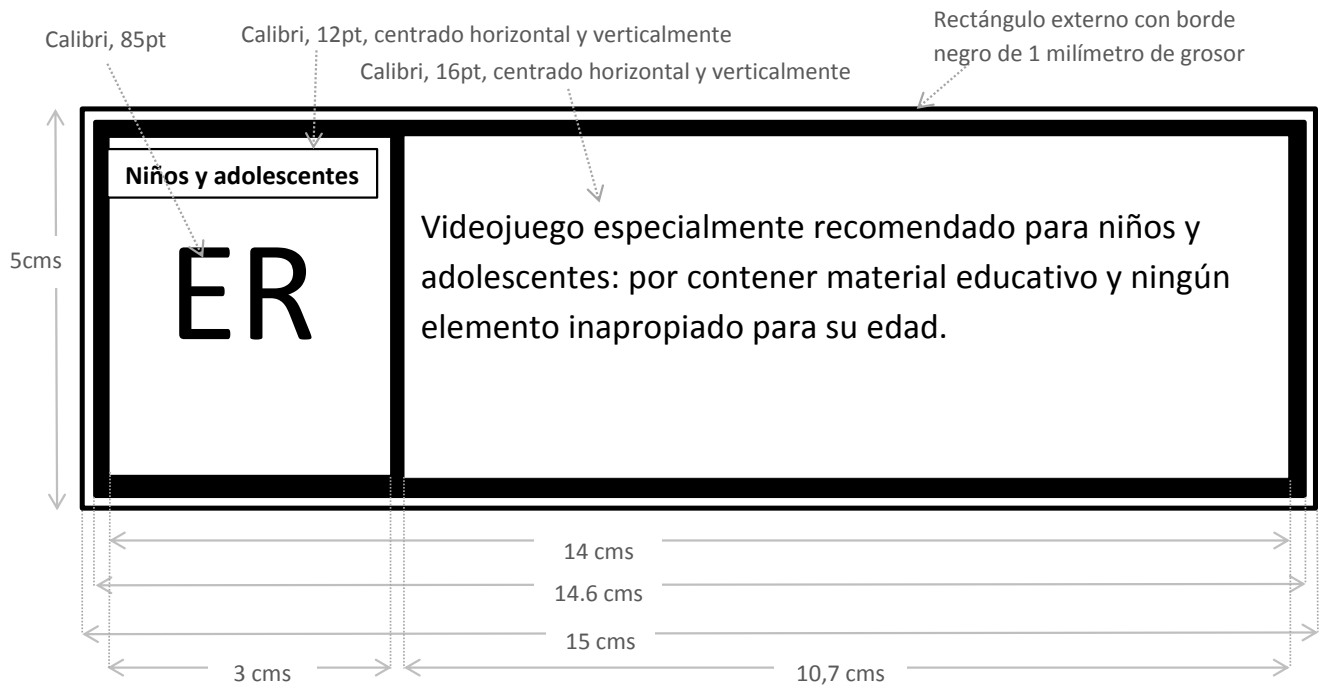 Calibri, 85pt
Calibri, 12pt, centrado horizontal y verticalmente
Calibri, 16pt, centrado horizontal y verticalmente
Rectángulo externo con borde
negro de 1 milímetro de grosor
5cms
Niños y adolescentes
ER
Videojuego especialmente recomendado para niños y
adolescentes: por contener material educativo y ningún
elemento inapropiado para su edad.
14 cms
14.6 cms
15 cms
3 cms
10,7 cms